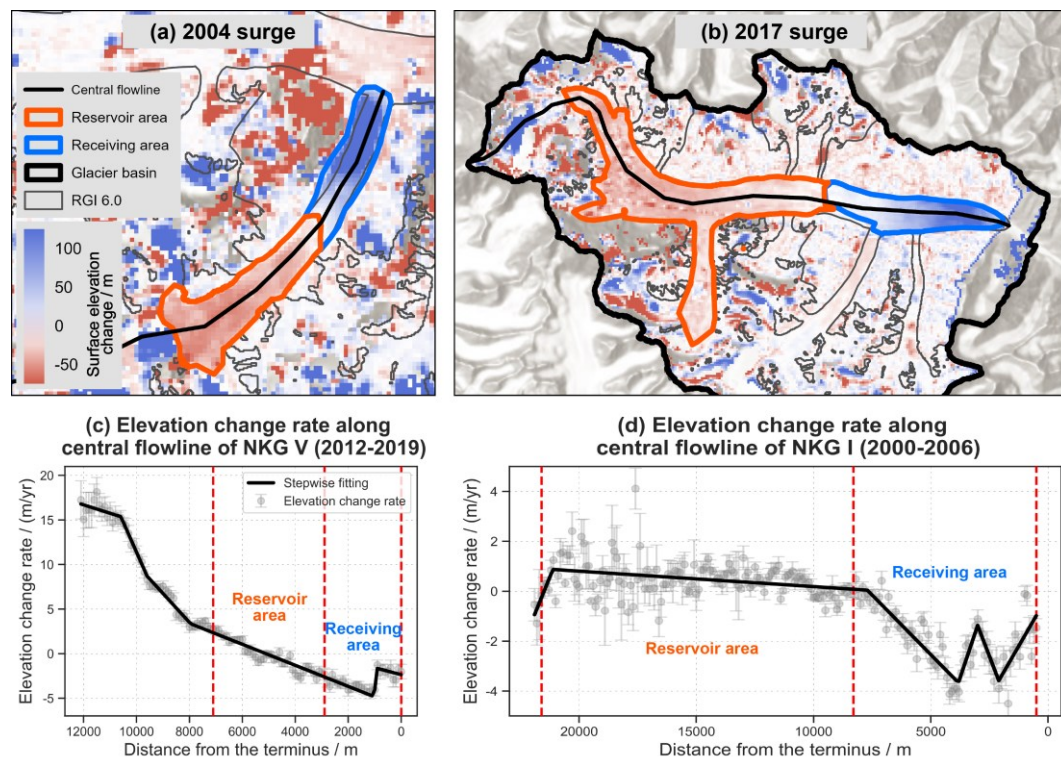 (a) 2004 surge
Central flowline
Reservoir area
Receiving area
Glacier basin
RGI 6.0
100
50
0
-50
Surface elevation
change / m
(b) 2017 surge
(c) Elevation change rate along
central flowline of NKG V (2012-2019)
Elevation change rate / (m/yr)
20
15
10
5
0
-5
Stepwise fitting
Elevation change rate
Reservoir
area
Receiving
area
12000 10000 8000 6000 4000 2000 0
Distance from the terminus / m
(d) Elevation change rate along
central flowline of NKG I (2000-2006)
Elevation change rate / (m/yr)
4
2
0
-2
-4
Receiving area
Reservoir area
20000 15000 10000 5000 0
Distance from the terminus / m